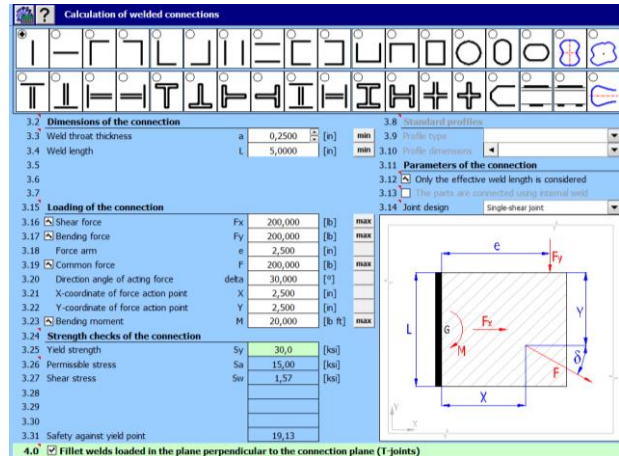 ? Calculation of welded connections
3.2 Dimensions of the connection
3.3 Weld throat thickness a 0,2500 [in] min
3.4 Weld length L 5,0000 [in] min
3.5
3.6
3.7
3.15 Loading of the connection
3.16 Shear force Fx 200,000 [lb] max
3.17 Bending force Fy 200,000 [lb] max
3.18 Force arm e 2,500 [in]
3.19 Common force F 200,000 [lb] max
3.20 Direction angle of acting force delta 30,000 [°]
3.21 X-coordinate of force action point X 2,500 [in]
3.22 Y-coordinate of force action point Y 2,500 [in]
3.23 Bending moment M 20,000 [lb ft] max
3.24 Strength checks of the connection
3.25 Yield strength Sy 30,0 [ksi]
3.26 Permissible stress Sa 15,00 [ksi]
3.27 Shear stress Sw 1,57 [ksi]
3.28
3.29
3.30
3.31 Safety against yield point 19,13
3.8 Standard profiles
3.9 Profile type
3.10 Profile dimensions
3.11 Parameters of the connection
3.12 Only the effective weld length is considered
3.13 The parts are connected using internal weld
3.14 Joint design Single-shear joint
e
Fy
L
G
Fx
Y
M
δ
F
X
Y
X
4.0 Fillet welds loaded in the plane perpendicular to the connection plane (T-joints)